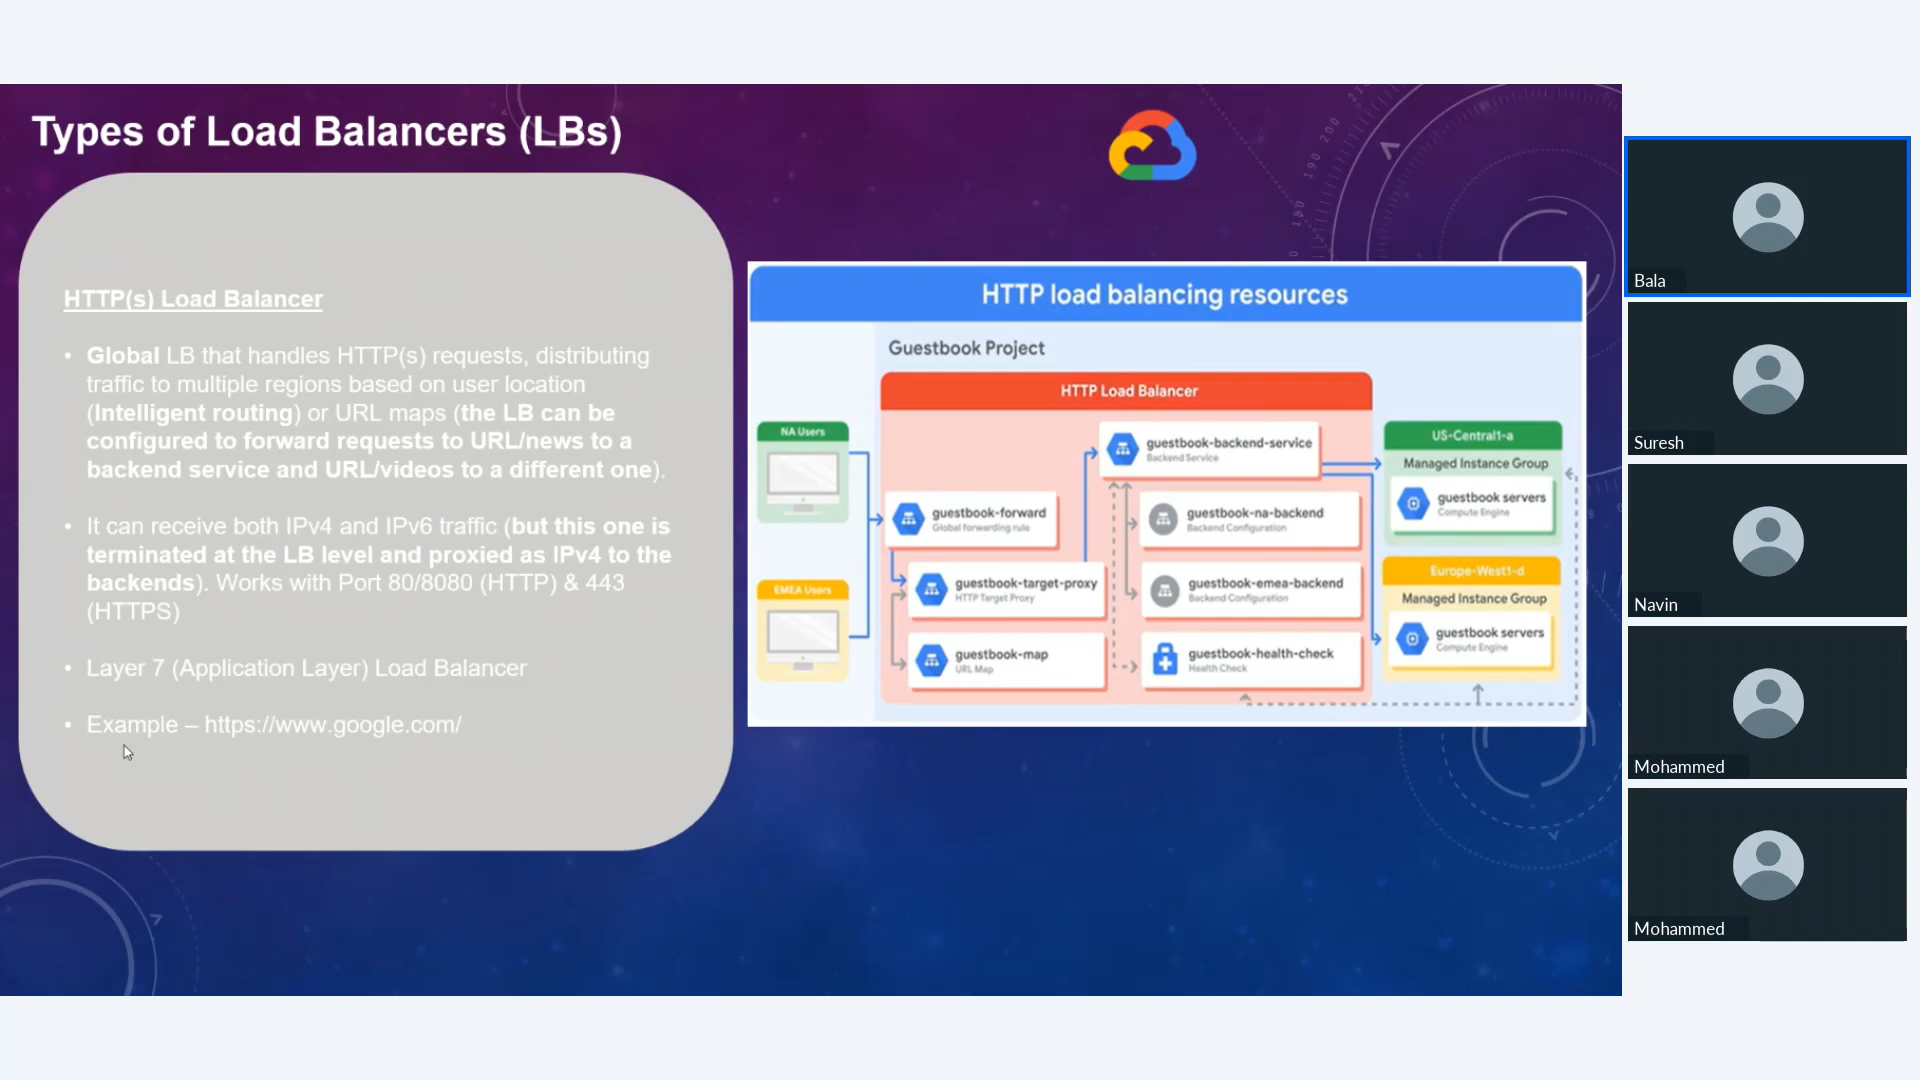 Types of Load Balancers (LBs)
HTTP(s) Load Balancer
• Global LB that handles HTTP(s) requests, distributing
traffic to multiple regions based on user location
(Intelligent routing) or URL maps (the LB can be
configured to forward requests to URL/news to a
backend service and URL/videos to a different one).
• It can receive both IPv4 and IPv6 traffic (but this one is
terminated at the LB level and proxied as IPv4 to the
backends). Works with Port 80/8080 (HTTP) & 443
(HTTPS)
• Layer 7 (Application Layer) Load Balancer
• Example – https://www.google.com/
HTTP load balancing resources
Guestbook Project
HTTP Load Balancer
NA Users
EMEA Users
guestbook-forward
Global forwarding rule
guestbook-target-proxy
HTTP Target Proxy
guestbook-map
URL Map
guestbook-backend-service
Backend Service
guestbook-na-backend
Backend Configuration
guestbook-emea-backend
Backend Configuration
guestbook-health-check
Health Check
US-Central1-a
Managed Instance Group
guestbook servers
Compute Engine
Europe-West1-d
Managed Instance Group
guestbook servers
Compute Engine
180 190 200 210
Bala
Suresh
Navin
Mohammed
Mohammed